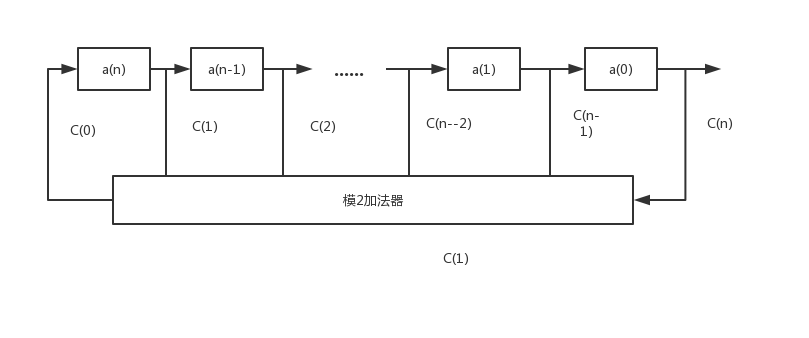 a(n)
a(n-1)
......
a(1)
a(0)
C(0)
C(1)
C(2)
C(n--2)
C(n-
1)
C(n)
模2加法器
C(1)